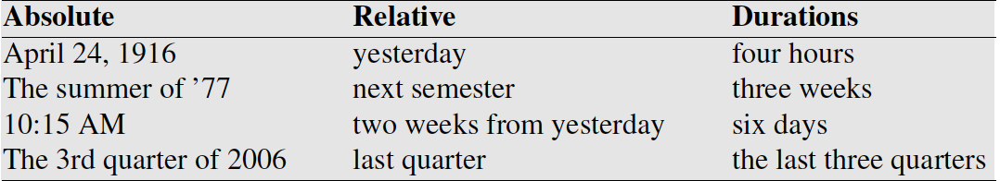 Absolute Relative Durations
April 24, 1916 yesterday four hours
The summer of ’77 next semester three weeks
10:15 AM two weeks from yesterday six days
The 3rd quarter of 2006 last quarter the last three quarters